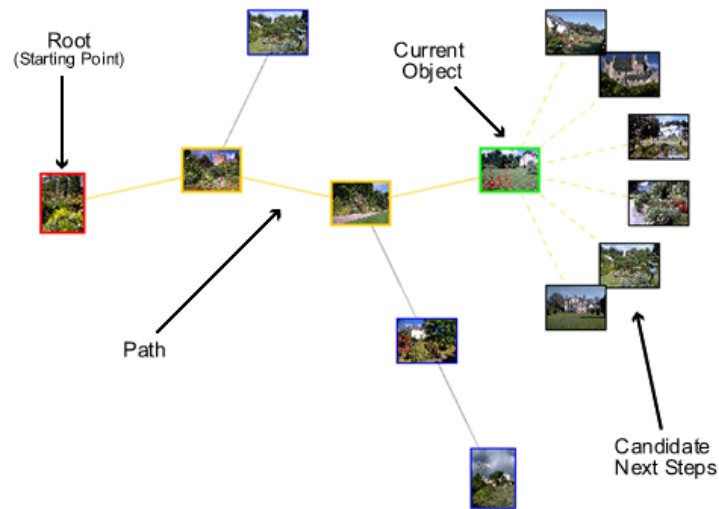 Root
(Starting Point)
Current
Object
Path
Candidate
Next Steps